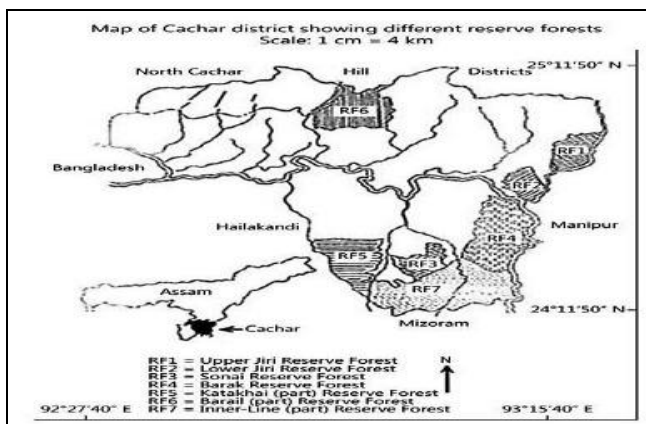 Map of Cachar district showing different reserve forests
Scale: 1 cm = 4 km
25°11'50" N
North Cachar Hill Districts
RF6
RF1
Bangladesh
RF2
Hailakandi
Manipur
RF4
RF5
RF3
RF7
Assam
24°11'50" N
Cachar
Mizoram
N
RF1 = Upper Jiri Reserve Forest
RF2 = Lower Jiri Reserve Forest
RF3 = Sonai Reserve Forest
RF4 = Barak Reserve Forest
RF5 = Katakhai (part) Reserve Forest
RF6 = Barail (part) Reserve Forest
RF7 = Inner-Line (part) Reserve Forest
92°27'40" E
93°15'40" E